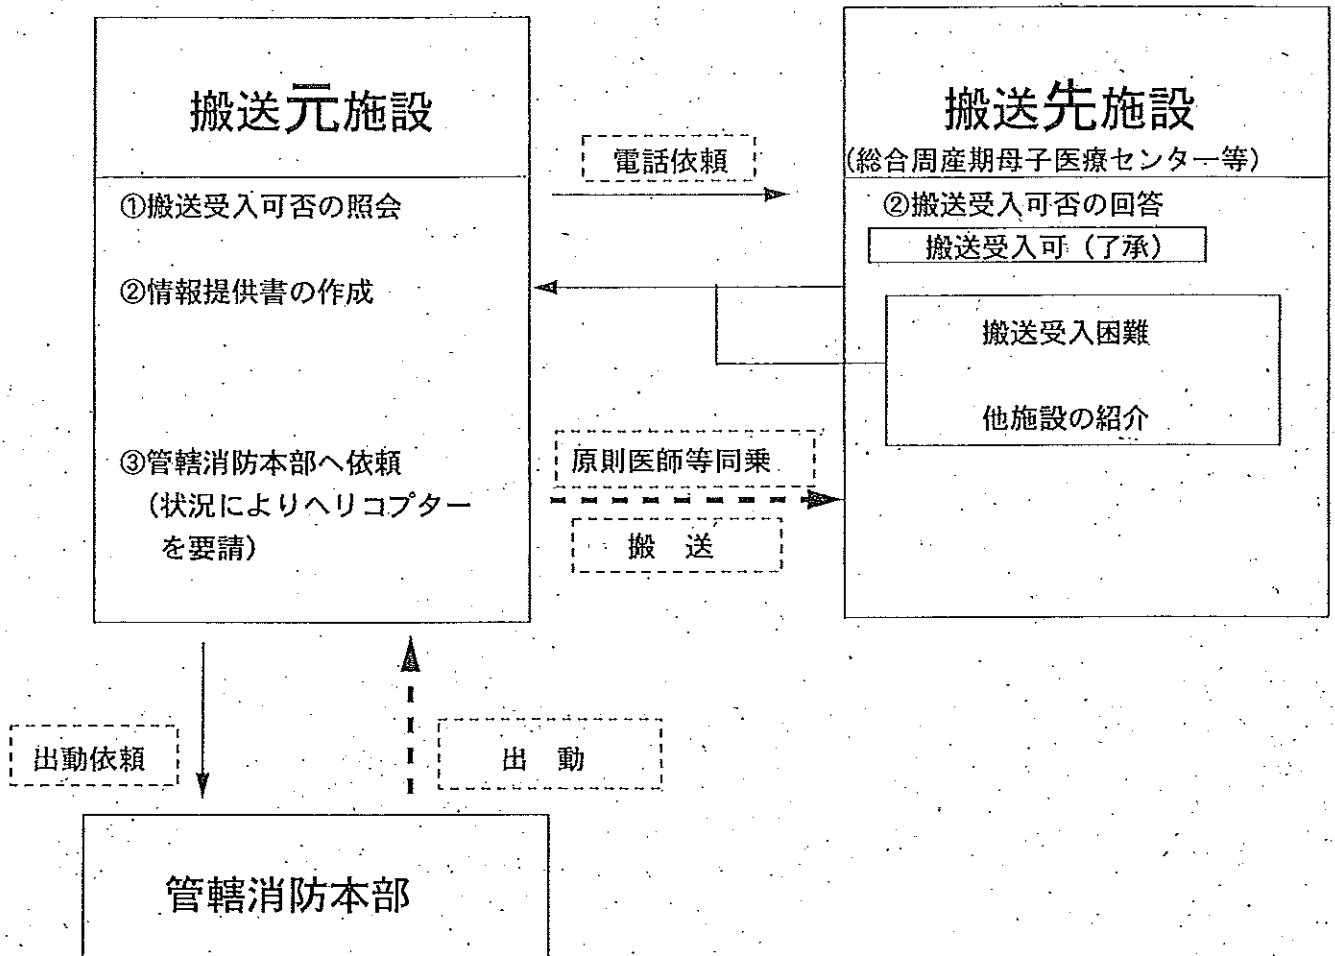 搬送元施設
①搬送受入可否の照会
②情報提供書の作成
③管轄消防本部へ依頼
（状況によりヘリコプター
を要請）
電話依頼
搬送先施設
（総合周産期母子医療センター等）
②搬送受入可否の回答
搬送受入可（了承）
搬送受入困難
他施設の紹介
原則医師等同乗
搬　送
出動依頼
出　動
管轄消防本部